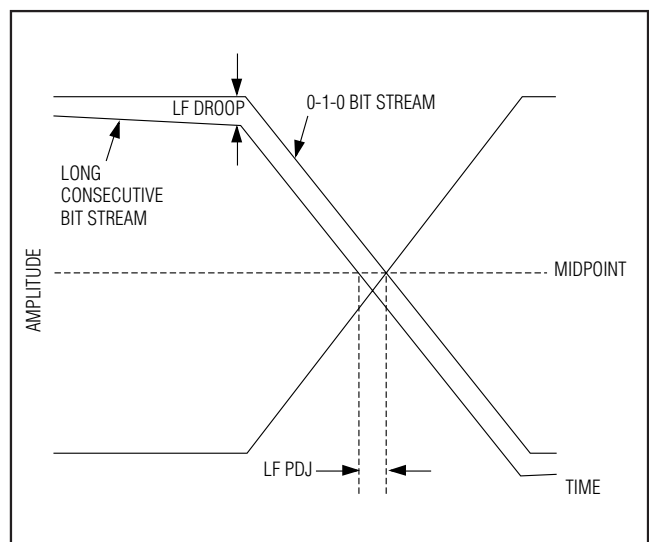 LF DROOP
0-1-0 BIT STREAM
LONG
CONSECUTIVE
BIT STREAM
AMPLITUDE
MIDPOINT
LF PDJ
TIME